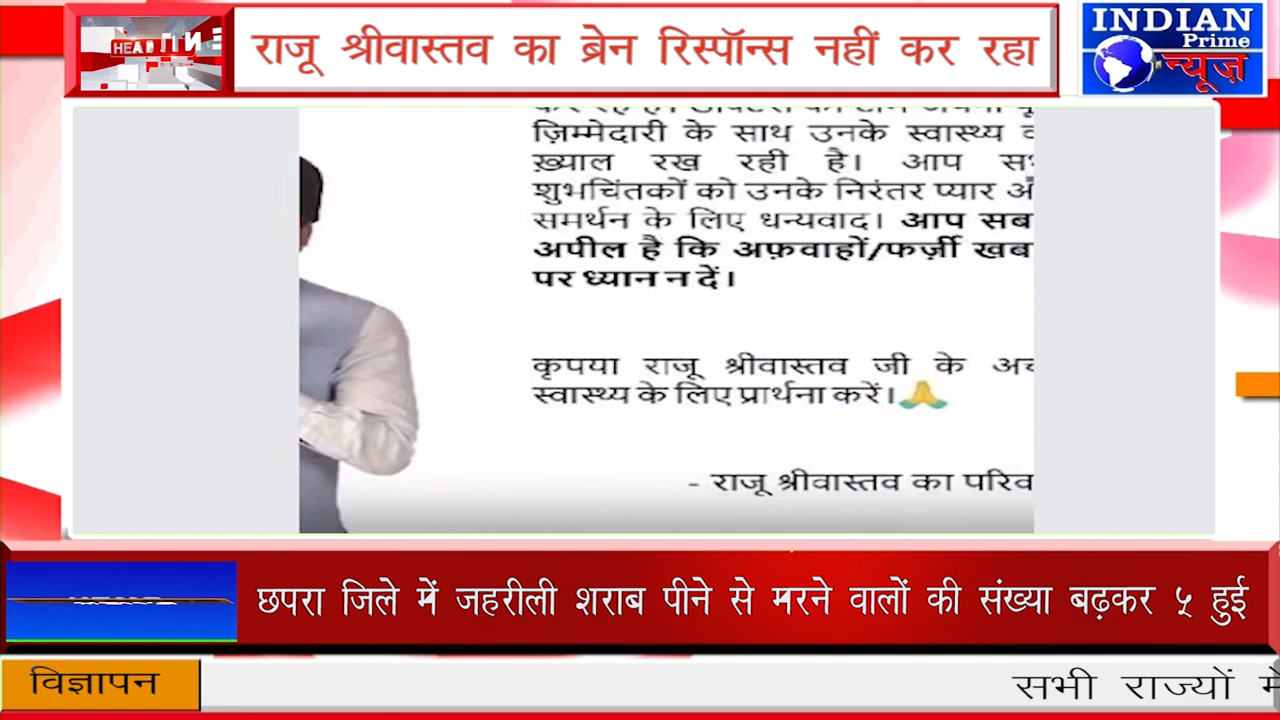 राजू श्रीवास्तव का ब्रेन रिस्पॉन्स नहीं कर रहा
INDIAN
Prime
न्यूज़
ज़िम्मेदारी के साथ उनके स्वास्थ्य
ख़्याल रख रही है। आप
शुभचिंतकों को उनके निरंतर प्यार
समर्थन के लिए धन्यवाद। आप सब
अपील है कि अफ़वाहों/फर्ज़ी
पर ध्यान न दें।
कृपया राजू श्रीवास्तव जी के
स्वास्थ्य के लिए प्रार्थना करें।🙏
- राजू श्रीवास्तव का
छपरा जिले में जहरीली शराब पीने से मरने वालों की संख्या बढ़कर ५ हुई
विज्ञापन
सभी राज्यों